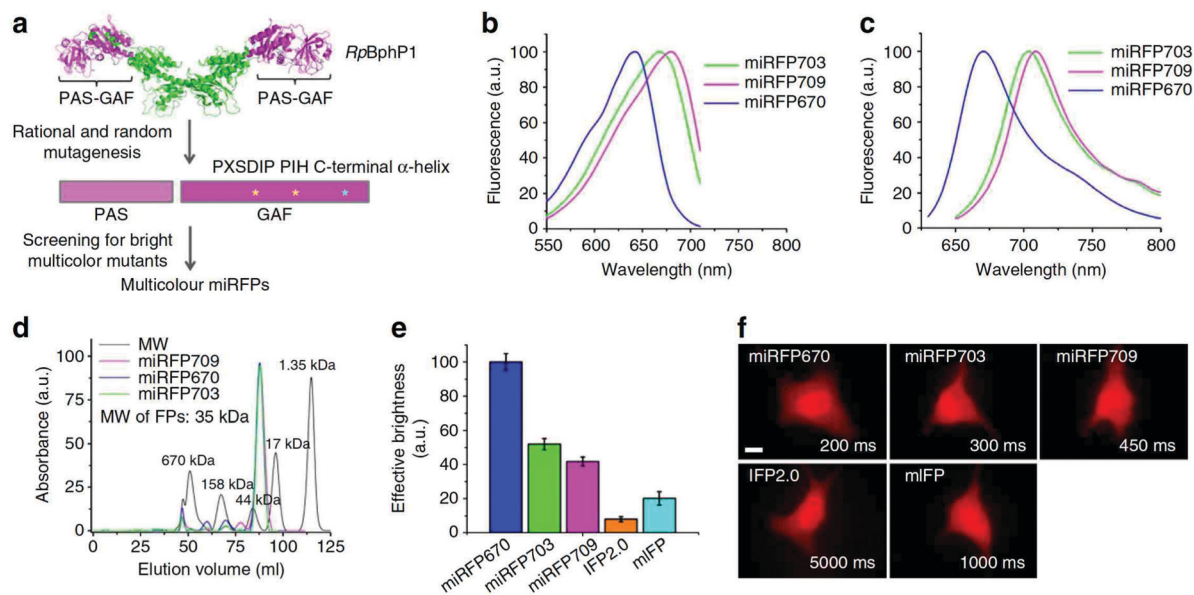 a
RpBphP1
PAS-GAF
PAS-GAF
Rational and random
mutagenesis
PXSDIP PIH C-terminal α-helix
* * *
PAS
GAF
Screening for bright
multicolor mutants
Multicolour miRFPs
b
miRFP703
miRFP709
miRFP670
Fluorescence (a.u.)
100
80
60
40
20
0
550
600
650
700
750
800
Wavelength (nm)
c
miRFP703
miRFP709
miRFP670
Fluorescence (a.u.)
100
80
60
40
20
0
650
700
750
800
Wavelength (nm)
d
MW
miRFP709
miRFP670
miRFP703
MW of FPs: 35 kDa
1.35 kDa
17 kDa
670 kDa
158 kDa
44 kDa
Absorbance (a.u.)
100
75
50
25
0
0
25
50
75
100
125
Elution volume (ml)
e
Effective brightness
(a.u.)
100
80
60
40
20
0
miRFP670
miRFP703
miRFP709
IFP2.0
mIFP
f
miRFP670
200 ms
miRFP703
300 ms
miRFP709
450 ms
IFP2.0
5000 ms
mIFP
1000 ms